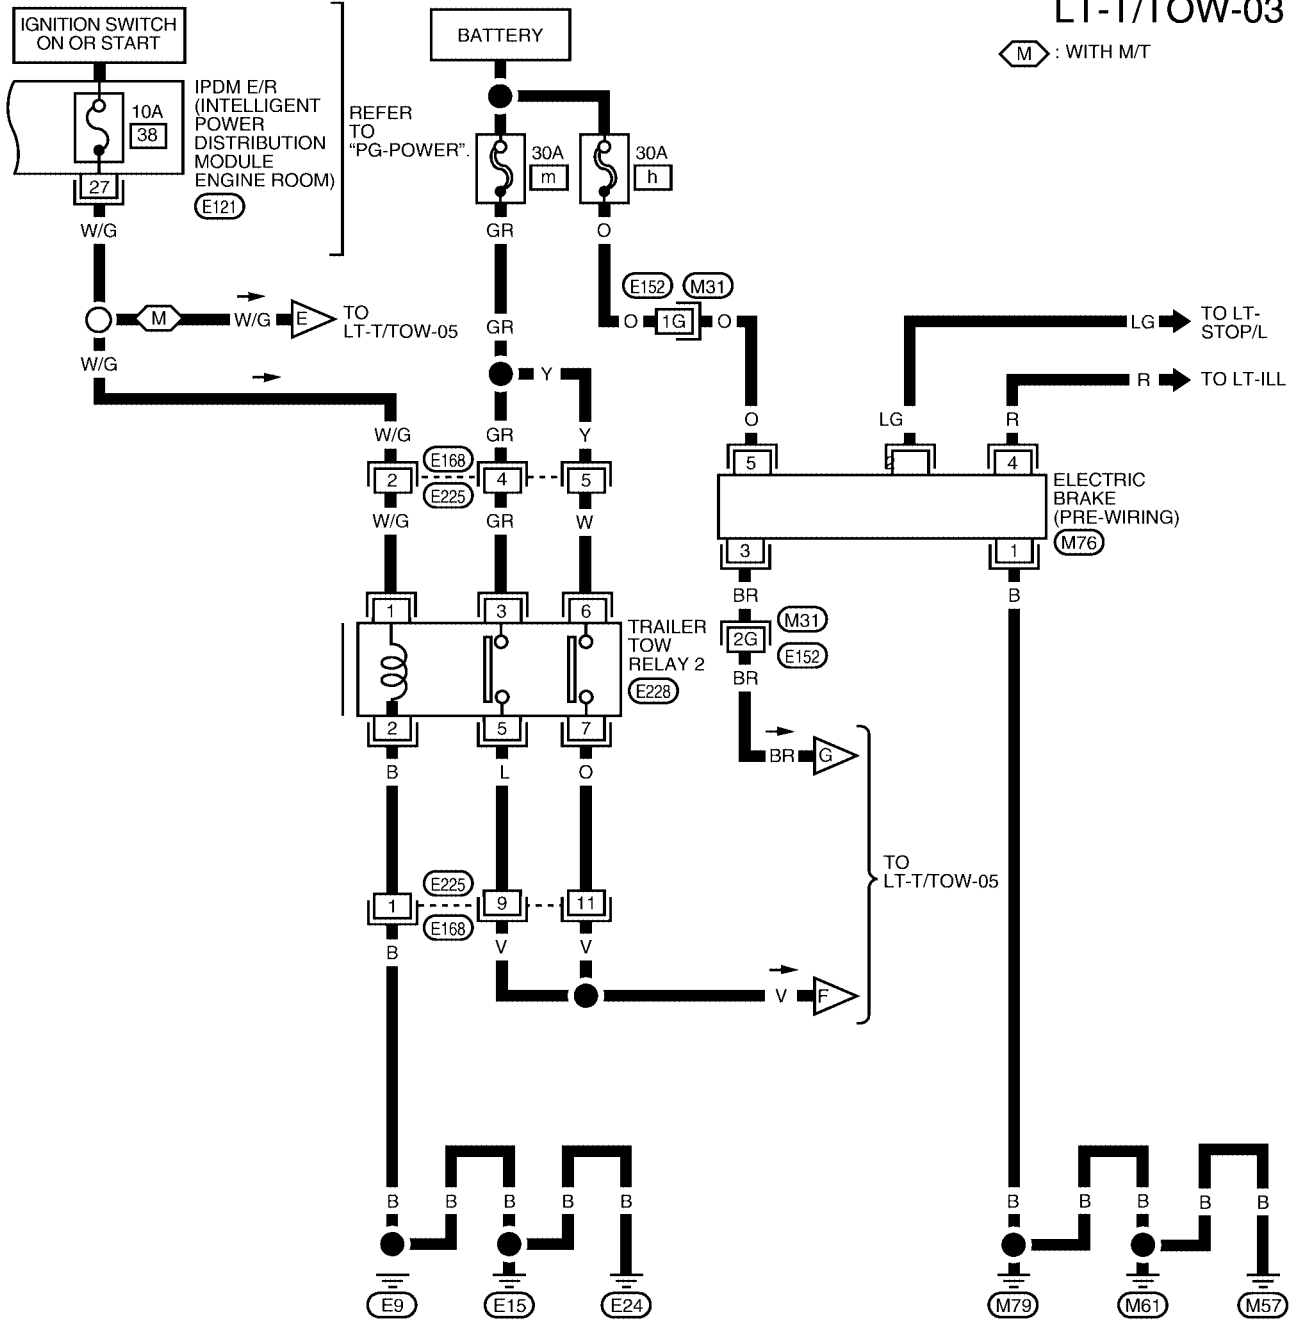 LT-T/TOW-03
M : WITH M/T
IGNITION SWITCH
ON OR START
BATTERY
10A
38
27
IPDM E/R
(INTELLIGENT
POWER
DISTRIBUTION
MODULE
ENGINE ROOM)
E121
REFER
TO
"PG-POWER".
30A
m
30A
h
W/G
GR
O
E152
M31
M
W/G
E
TO
LT-T/TOW-05
GR
O
1G
O
LG
TO LT-
STOP/L
W/G
Y
R
TO LT-ILL
W/G
GR
Y
O
LG
R
2
E168
E225
4
5
5
2
4
ELECTRIC
BRAKE
(PRE-WIRING)
M76
W/G
GR
W
3
1
BR
B
1
3
6
TRAILER
TOW
RELAY 2
E228
M31
2G
E152
BR
2
5
7
BR
G
B
L
O
TO
LT-T/TOW-05
1
E225
E168
9
11
B
V
V
V
F
B
B
B
B
B
B
B
B
B
B
E9
E15
E24
M79
M61
M57